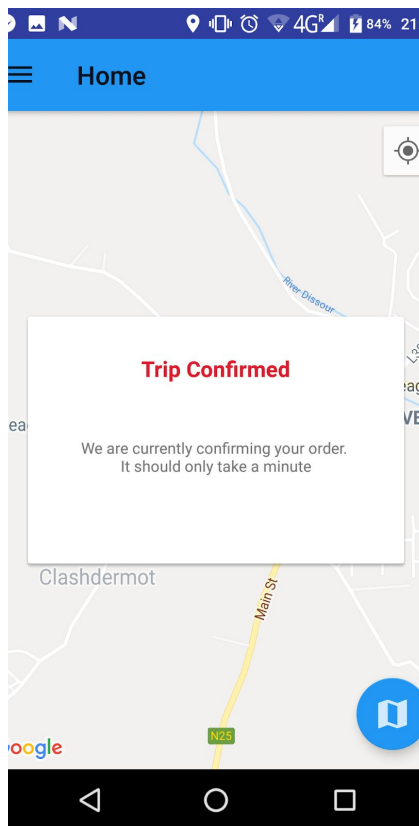 4G R 84% 21
Home
River Dissour
Trip Confirmed
We are currently confirming your order.
It should only take a minute
Clashdermot
Main St
N25
oogle